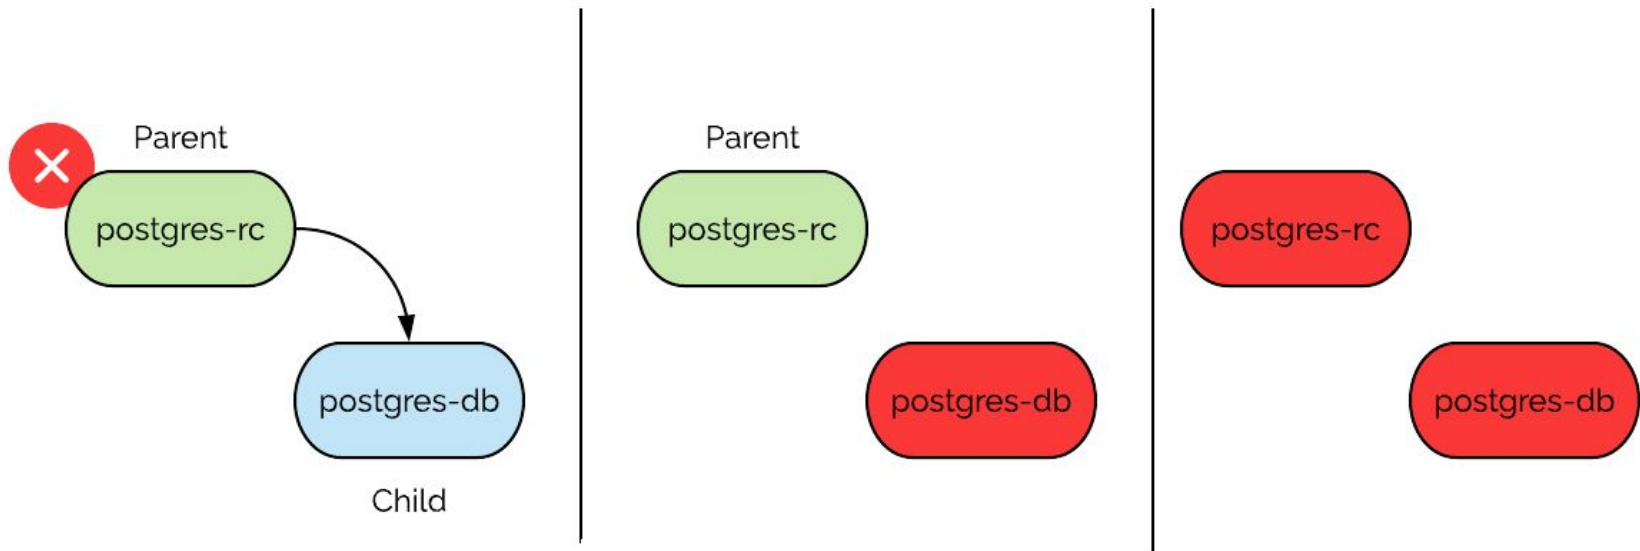 Parent
postgres-rc
postgres-db
Child
Parent
postgres-rc
postgres-db
postgres-rc
postgres-db